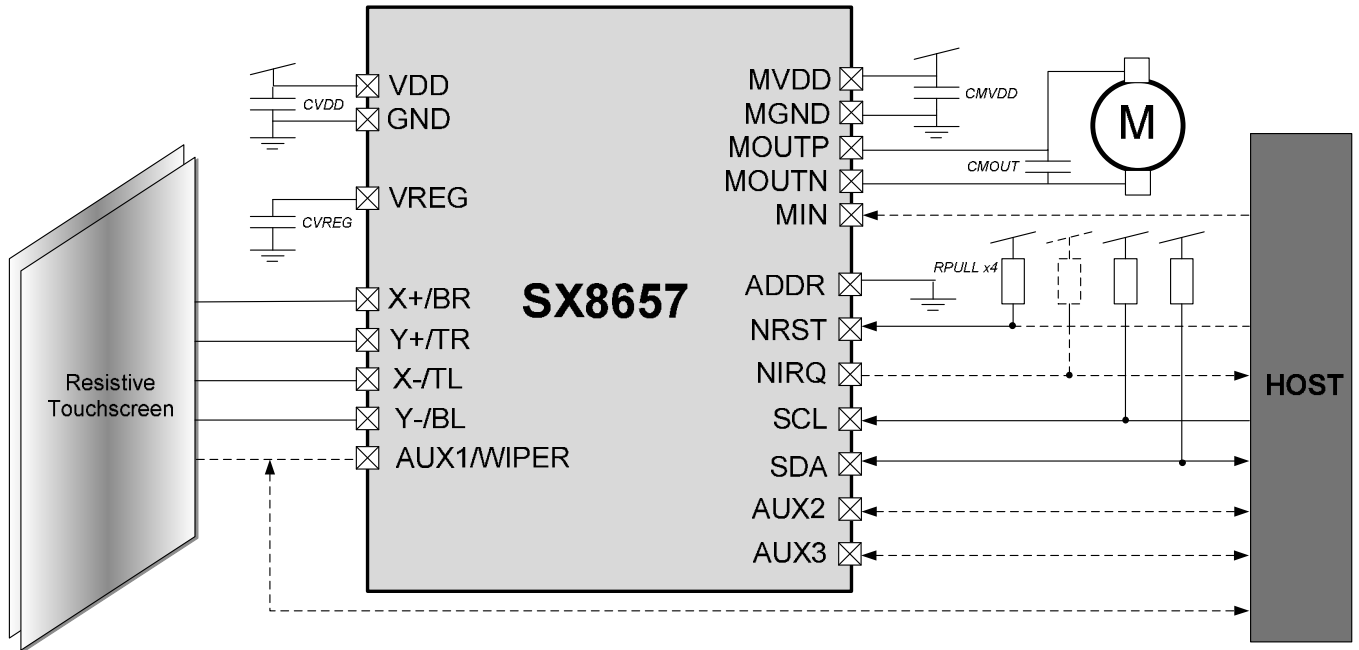 VDD
CVDD
GND
VREG
CVREG
X+/BR
Y+/TR
X-/TL
Y-/BL
AUX1/WIPER
Resistive
Touchscreen
SX8657
MVDD
CMVDD
MGND
MOUTP
CMOUT
MOUTN
MIN
M
RPULL x4
ADDR
NRST
NIRQ
SCL
SDA
AUX2
AUX3
HOST